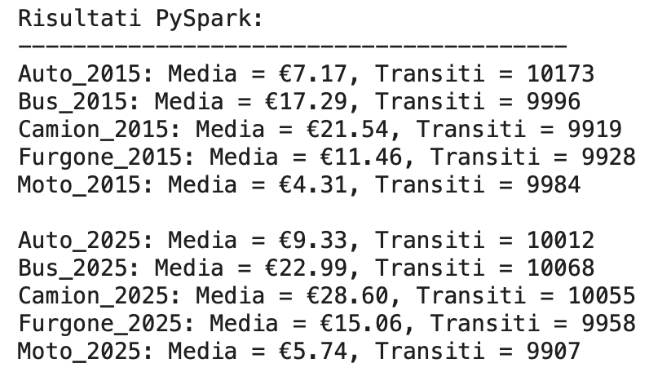 Risultati PySpark:
----------------------------------------
Auto_2015: Media = €7.17, Transiti = 10173
Bus_2015: Media = €17.29, Transiti = 9996
Camion_2015: Media = €21.54, Transiti = 9919
Furgone_2015: Media = €11.46, Transiti = 9928
Moto_2015: Media = €4.31, Transiti = 9984

Auto_2025: Media = €9.33, Transiti = 10012
Bus_2025: Media = €22.99, Transiti = 10068
Camion_2025: Media = €28.60, Transiti = 10055
Furgone_2025: Media = €15.06, Transiti = 9958
Moto_2025: Media = €5.74, Transiti = 9907